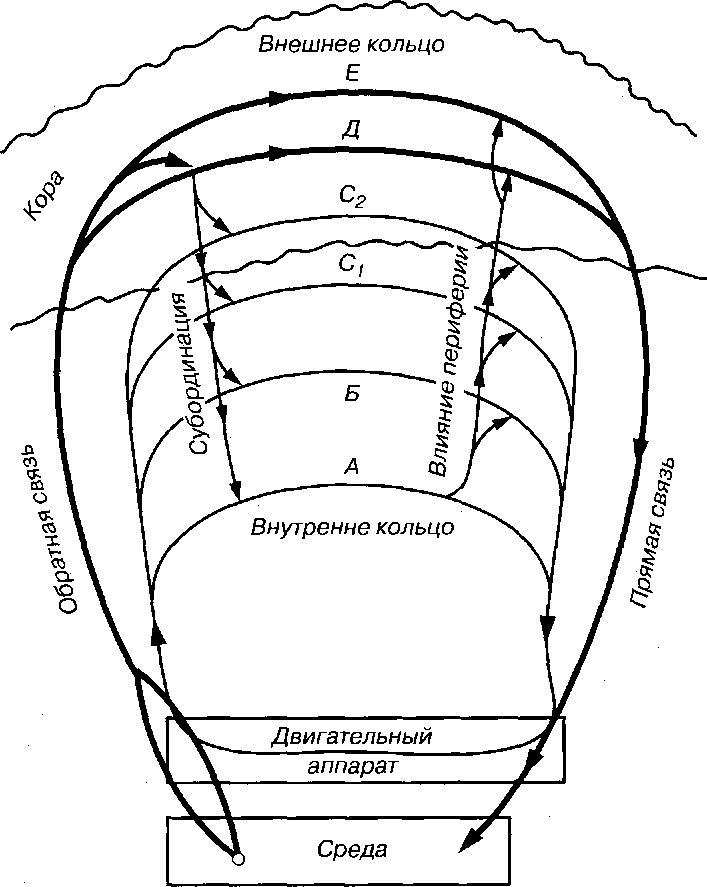 Внешнее кольцо
Е
Д
Кора
С2
С1
Субординация
Влияние периферии
Б
А
Внутренне кольцо
Обратная связь
Прямая связь
Двигательный
аппарат
Среда